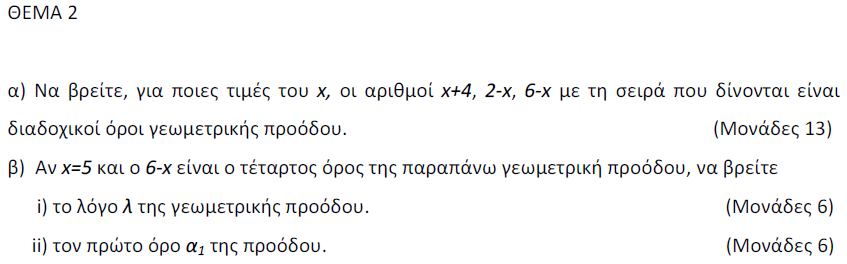 ΘΕΜΑ 2
α) Να βρείτε, για ποιες τιμές του x, οι αριθμοί x+4, 2-x, 6-x με τη σειρά που δίνονται είναι
διαδοχικοί όροι γεωμετρικής προόδου. (Μονάδες 13)
β) Αν x=5 και ο 6-x είναι ο τέταρτος όρος της παραπάνω γεωμετρική προόδου, να βρείτε
i) το λόγο λ της γεωμετρικής προόδου. (Μονάδες 6)
ii) τον πρώτο όρο α₁ της προόδου. (Μονάδες 6)